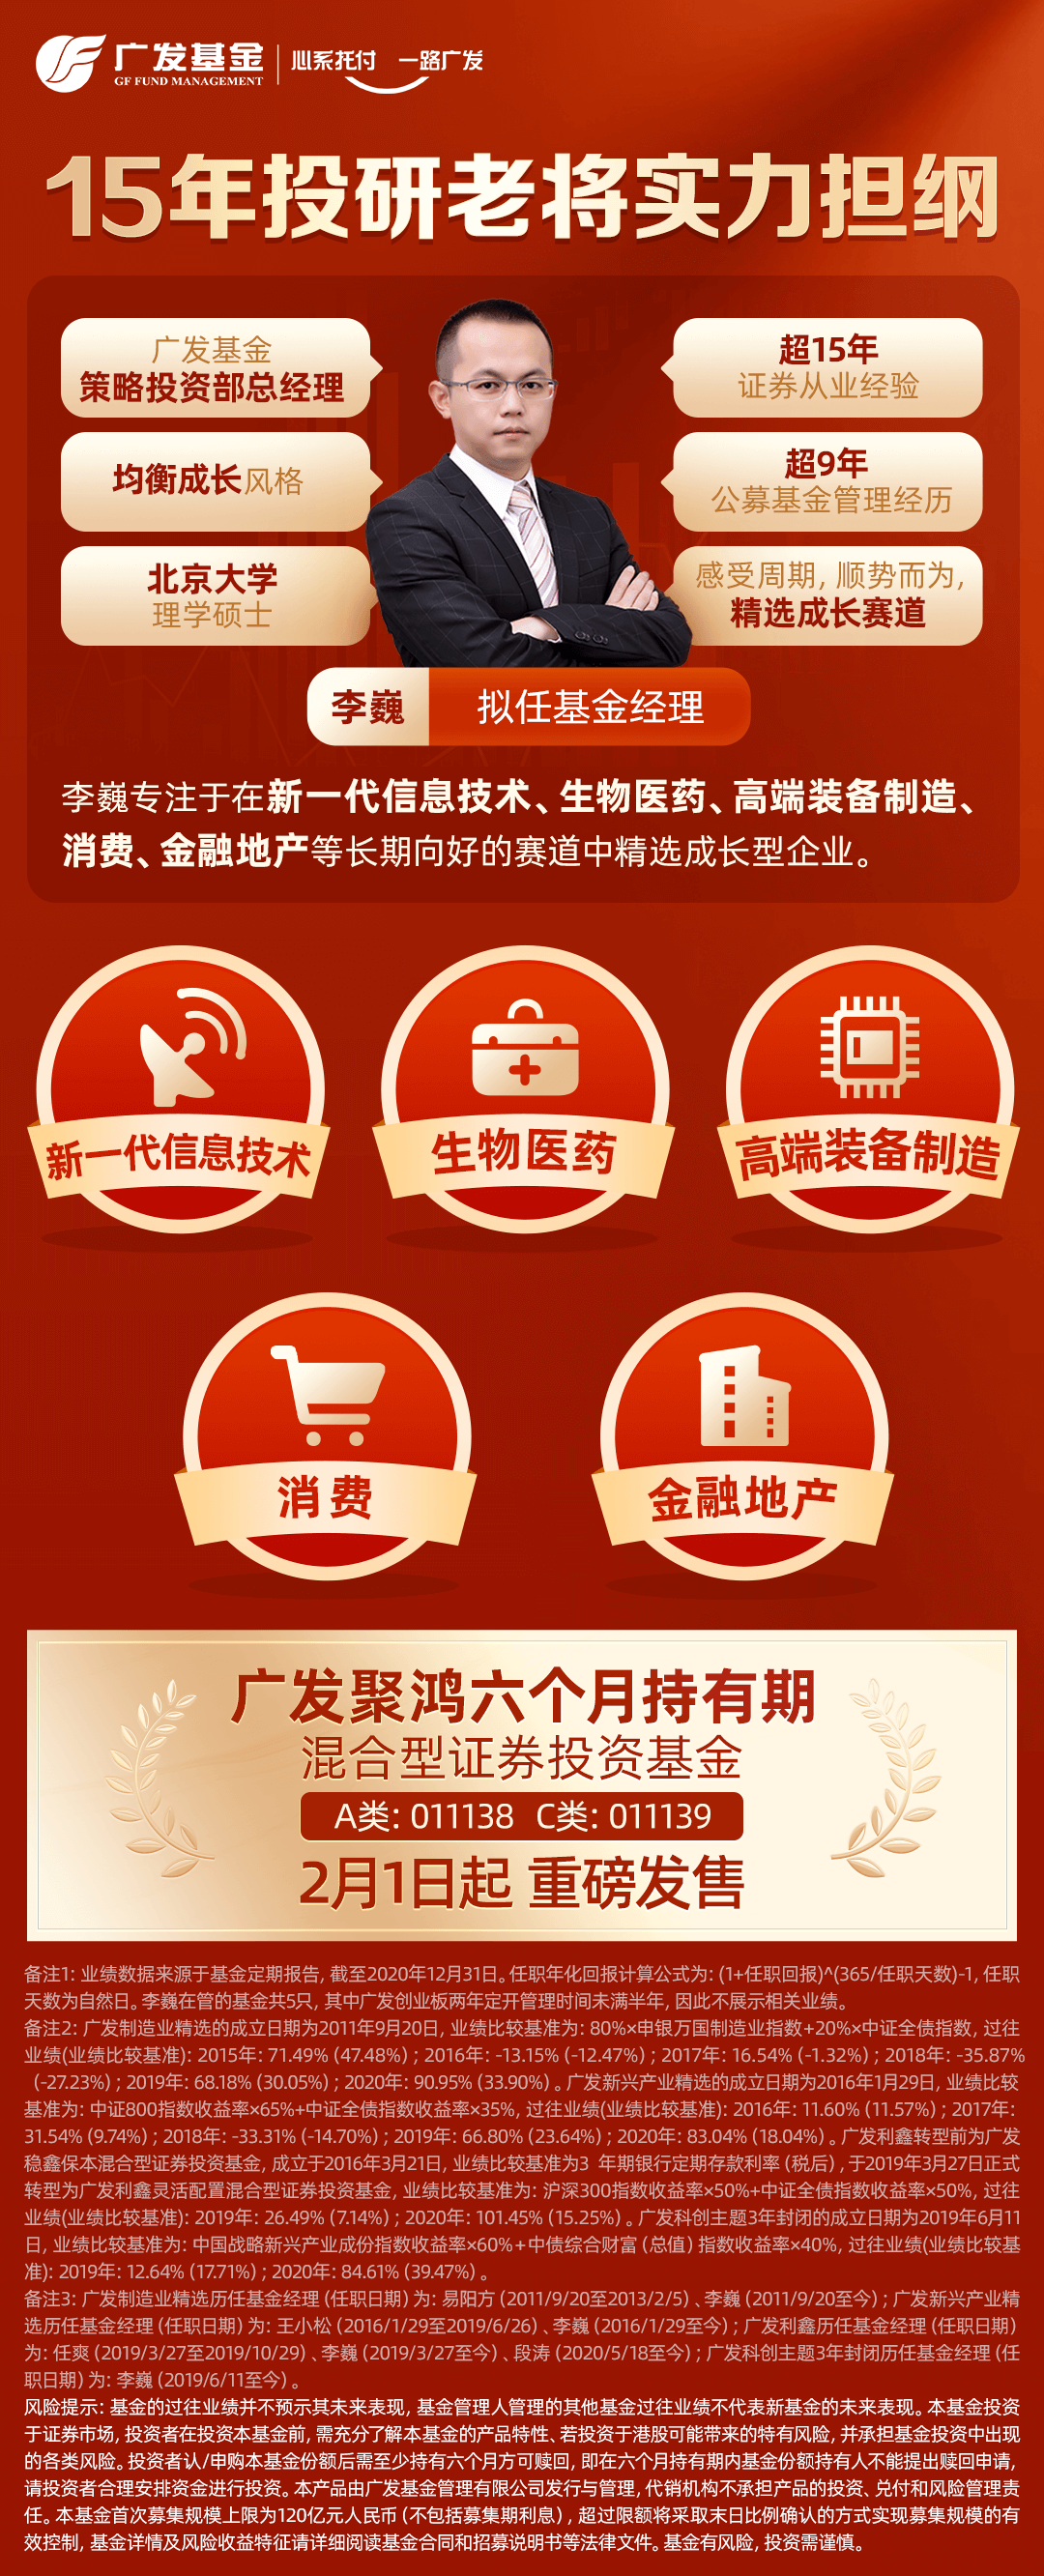 广发基金
GF FUND MANAGEMENT
心系托付 一路广发
15年投研老将实力担纲
广发基金
策略投资部总经理
均衡成长风格
北京大学
理学硕士
超15年
证券从业经验
超9年
公募基金管理经历
感受周期, 顺势而为,
精选成长赛道
李巍 拟任基金经理
李巍专注于在新一代信息技术、生物医药、高端装备制造、
消费、金融地产等长期向好的赛道中精选成长型企业。
新一代信息技术
生物医药
高端装备制造
消费
金融地产
广发聚鸿六个月持有期
混合型证券投资基金
A类: 011138 C类: 011139
2月1日起 重磅发售
备注1: 业绩数据来源于基金定期报告, 截至2020年12月31日。任职年化回报计算公式为: (1+任职回报)^(365/任职天数)-1, 任职
天数为自然日。李巍在管的基金共5只, 其中广发创业板两年定开管理时间未满半年, 因此不展示相关业绩。
备注2: 广发制造业精选的成立日期为2011年9月20日, 业绩比较基准为: 80%×申银万国制造业指数+20%×中证全债指数, 过往
业绩(业绩比较基准): 2015年: 71.49% (47.48%) ; 2016年: -13.15% (-12.47%) ; 2017年: 16.54% (-1.32%) ; 2018年: -35.87%
(-27.23%) ; 2019年: 68.18% (30.05%) ; 2020年: 90.95% (33.90%) 。广发新兴产业精选的成立日期为2016年1月29日, 业绩比较
基准为: 中证800指数收益率×65%+中证全债指数收益率×35%, 过往业绩(业绩比较基准): 2016年: 11.60% (11.57%) ; 2017年:
31.54% (9.74%) ; 2018年: -33.31% (-14.70%) ; 2019年: 66.80% (23.64%) ; 2020年: 83.04% (18.04%) 。广发利鑫转型前为广发
稳鑫保本混合型证券投资基金, 成立于2016年3月21日, 业绩比较基准为3 年期银行定期存款利率 (税后) , 于2019年3月27日正式
转型为广发利鑫灵活配置混合型证券投资基金, 业绩比较基准为: 沪深300指数收益率×50%+中证全债指数收益率×50%, 过往
业绩(业绩比较基准): 2019年: 26.49% (7.14%) ; 2020年: 101.45% (15.25%) 。广发科创主题3年封闭的成立日期为2019年6月11
日, 业绩比较基准为: 中国战略新兴产业成份指数收益率×60%+中债综合财富 (总值) 指数收益率×40%, 过往业绩(业绩比较基
准): 2019年: 12.64% (17.71%) ; 2020年: 84.61% (39.47%) 。
备注3: 广发制造业精选历任基金经理 (任职日期) 为: 易阳方 (2011/9/20至2013/2/5) 、李巍 (2011/9/20至今) ; 广发新兴产业精
选历任基金经理 (任职日期) 为: 王小松 (2016/1/29至2019/6/26) 、李巍 (2016/1/29至今) ; 广发利鑫历任基金经理 (任职日期)
为: 任爽 (2019/3/27至2019/10/29) 、李巍 (2019/3/27至今) 、段涛 (2020/5/18至今) ; 广发科创主题3年封闭历任基金经理 (任
职日期) 为: 李巍 (2019/6/11至今) 。
风险提示: 基金的过往业绩并不预示其未来表现, 基金管理人管理的其他基金过往业绩不代表新基金的未来表现。本基金投资
于证券市场, 投资者在投资本基金前, 需充分了解本基金的产品特性、若投资于港股可能带来的特有风险, 并承担基金投资中出现
的各类风险。投资者认/申购本基金份额后需至少持有六个月方可赎回, 即在六个月持有期内基金份额持有人不能提出赎回申请,
请投资者合理安排资金进行投资。本产品由广发基金管理有限公司发行与管理, 代销机构不承担产品的投资、兑付和风险管理责
任。本基金首次募集规模上限为120亿元人民币 (不包括募集期利息) , 超过限额将采取末日比例确认的方式实现募集规模的有
效控制, 基金详情及风险收益特征请详细阅读基金合同和招募说明书等法律文件。基金有风险, 投资需谨慎。